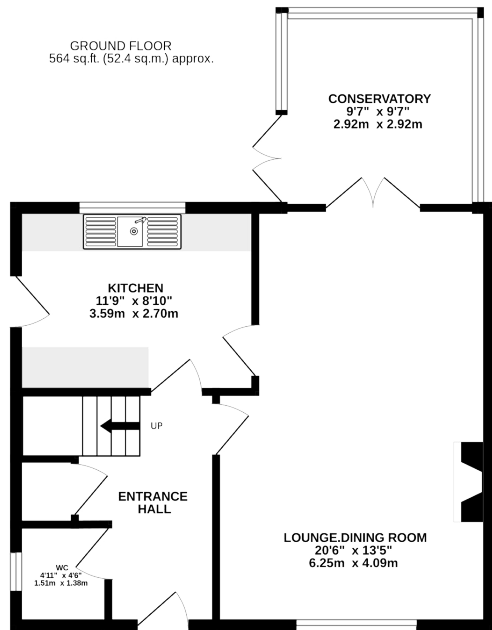 GROUND FLOOR
564 sq.ft. (52.4 sq.m.) approx.
CONSERVATORY
9'7" x 9'7"
2.92m x 2.92m
KITCHEN
11'9" x 8'10"
3.59m x 2.70m
UP
ENTRANCE
HALL
LOUNGE.DINING ROOM
20'6" x 13'5"
6.25m x 4.09m
WC
4'11" x 4'6"
1.51m x 1.38m